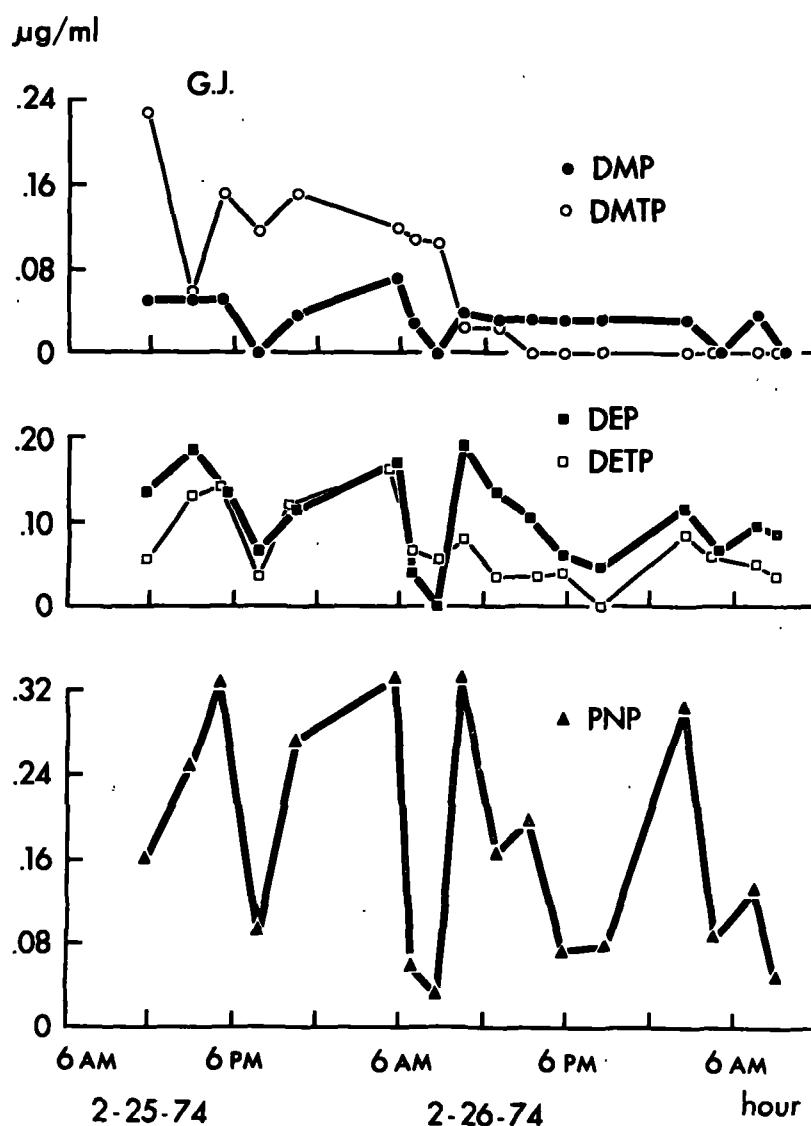 µg/ml
G.J.
.24
.16
.08
0
DMP
DMTP
.20
.10
0
DEP
DETP
.32
.24
.16
.08
0
PNP
6 AM 6 PM 6 AM 6 PM 6 AM
2-25-74 2-26-74 hour